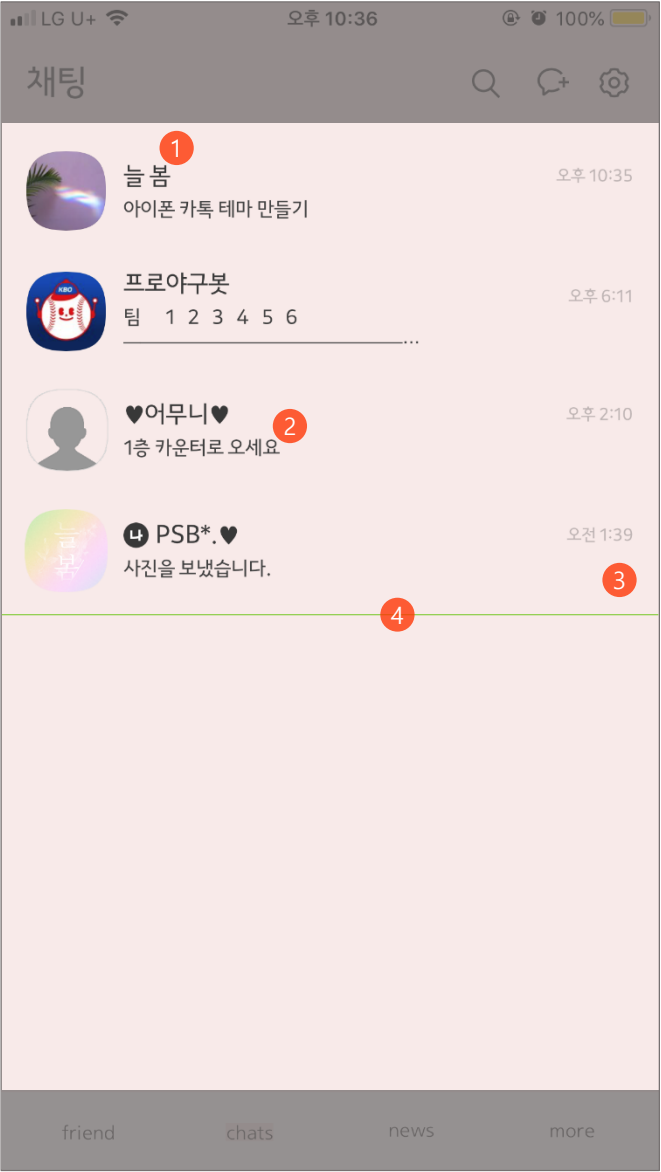 LG U+ 오후 10:36 100%
채팅
1
늘 봄 오후 10:35
아이폰 카톡 테마 만들기
KBO
프로야구봇 오후 6:11
팀 1 2 3 4 5 6
___________________________...
♥어무니♥ 오후 2:10
2
1층 카운터로 오세요
늘봄
나 PSB*.♥ 오전 1:39
사진을 보냈습니다.
3
4
friend chats news more